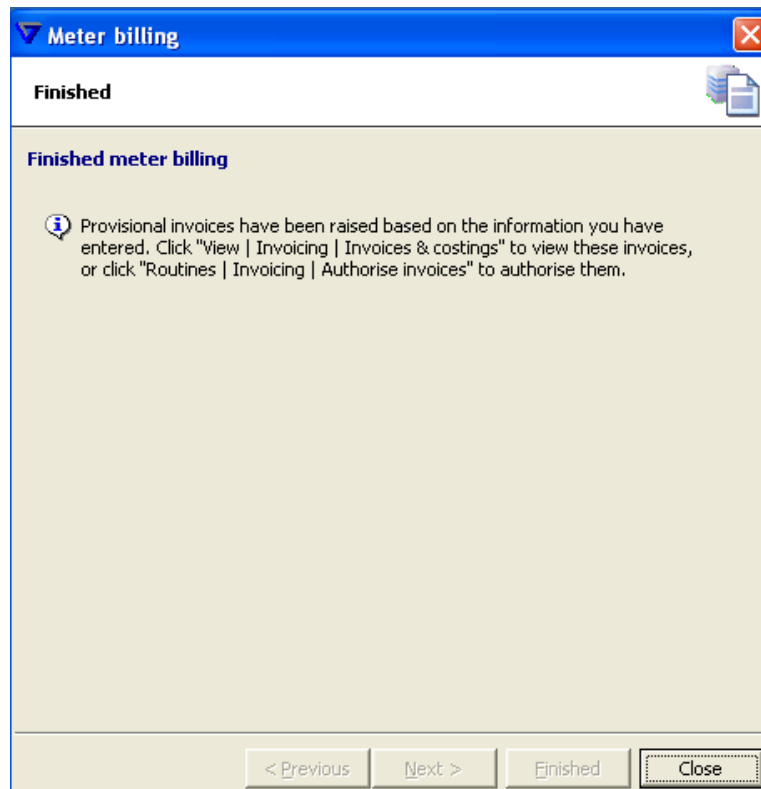 Meter billing
Finished
Finished meter billing
Provisional invoices have been raised based on the information you have
entered. Click "View | Invoicing | Invoices & costings" to view these invoices,
or click "Routines | Invoicing | Authorise invoices" to authorise them.
< Previous Next > Finished Close